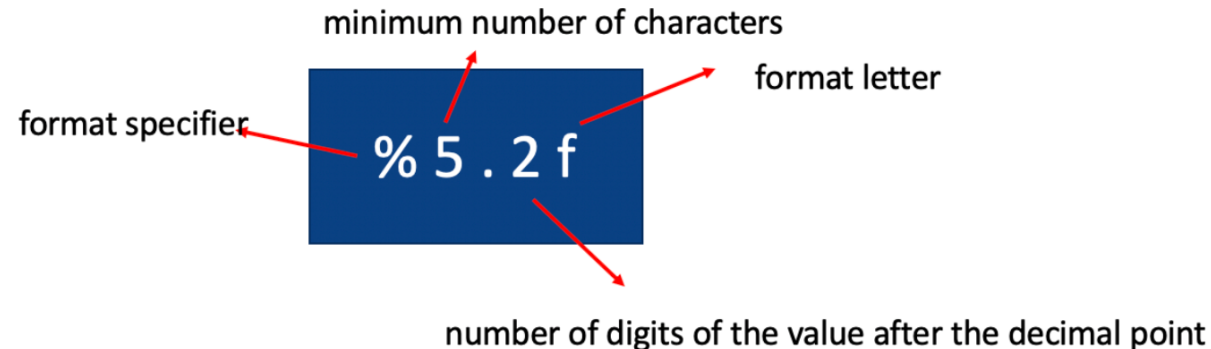 minimum number of characters
format letter
format specifier
% 5 . 2 f
number of digits of the value after the decimal point